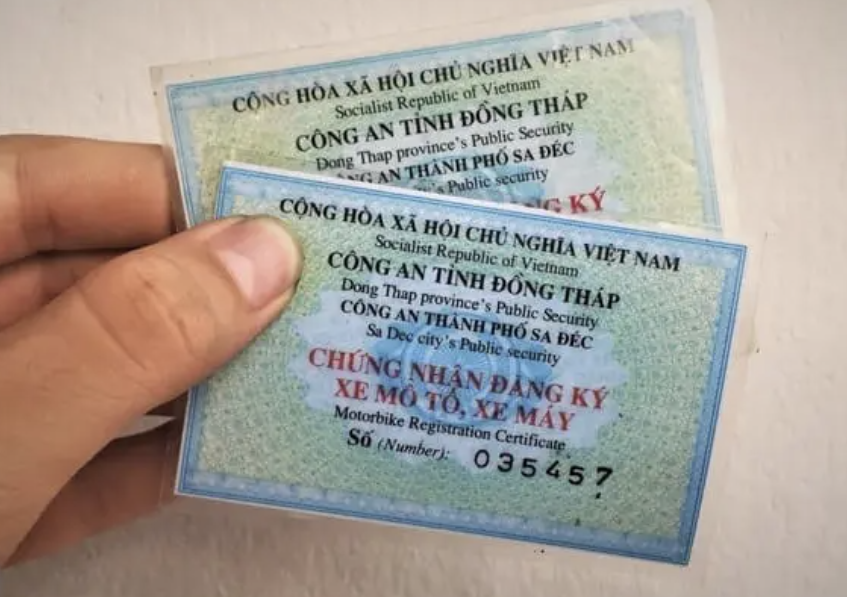 CỘNG HÒA XÃ HỘI CHỦ NGHĨA VIỆT NAM
Socialist Republic of Vietnam
CÔNG AN TỈNH ĐỒNG THÁP
Dong Thap province's Public Security
AN THÀNH PHỐ SA ĐÉC
Public security
KÝ
CỘNG HÒA XÃ HỘI CHỦ NGHĨA VIỆT NAM
Socialist Republic of Vietnam
CÔNG AN TỈNH ĐỒNG THÁP
Dong Thap province's Public Security
CÔNG AN THÀNH PHỐ SA ĐÉC
Sa Dec city's Public security
CHỨNG NHẬN ĐĂNG KÝ
XE MÔ TÔ, XE MÁY
Motorbike Registration Certificate
Số (Number): 035457